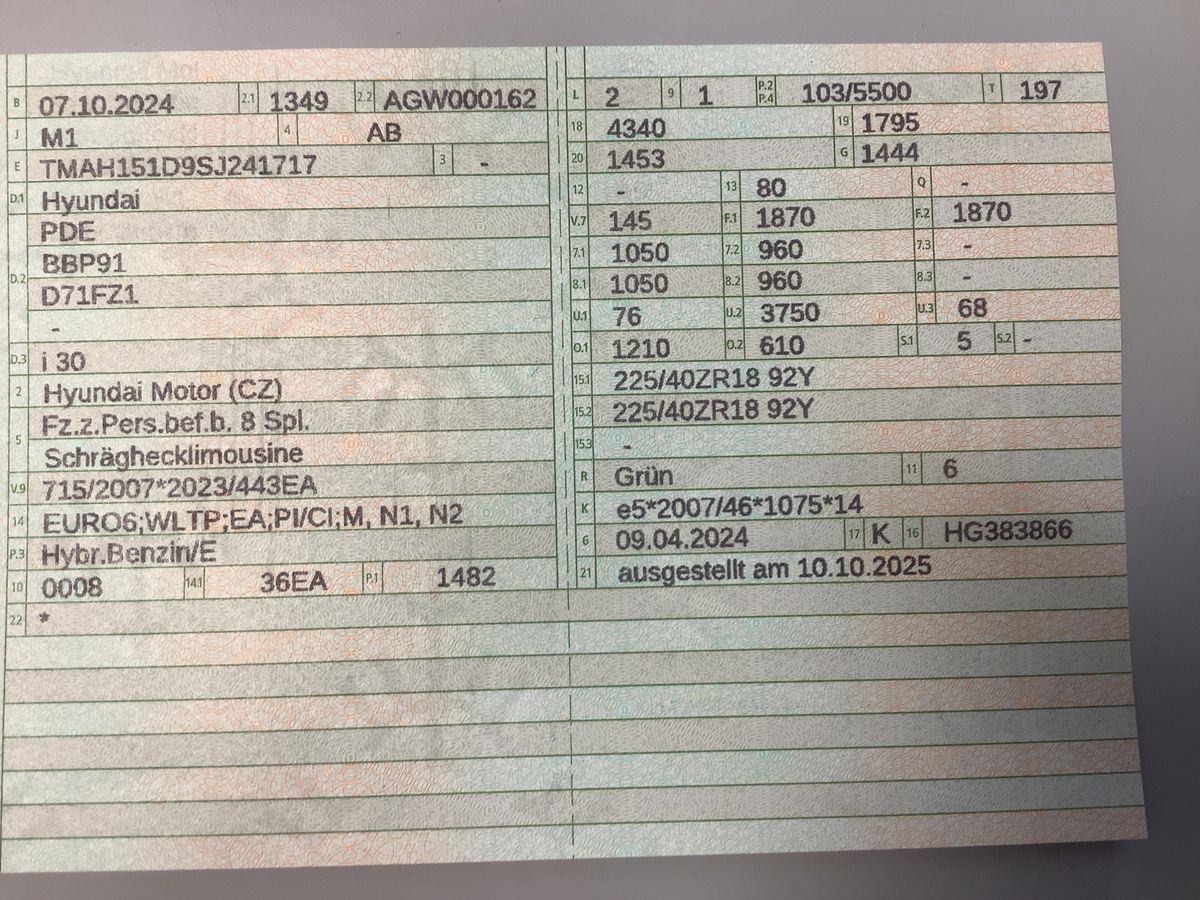 B 07.10.2024 2.1 1349 2.2 AGW000162
J M1 4 AB
E TMAH151D9SJ241717 3 -
D.1 Hyundai
PDE
D.2 BBP91
D71FZ1
-
D.3 i 30
2 Hyundai Motor (CZ)
5 Fz.z.Pers.bef.b. 8 Spl.
Schräghecklimousine
V.9 715/2007*2023/443EA
14 EURO6;WLTP;EA;PI/CI;M, N1, N2
P.3 Hybr.Benzin/E
10 0008 14.1 36EA P.1 1482
22 *
L 2 9 1 P.2 P.4 103/5500 T 197
18 4340 19 1795
20 1453 G 1444
12 - 13 80 Q -
V.7 145 F.1 1870 F.2 1870
7.1 1050 7.2 960 7.3 -
8.1 1050 8.2 960 8.3 -
U.1 76 U.2 3750 U.3 68
O.1 1210 O.2 610 S.1 5 S.2 -
15.1 225/40ZR18 92Y
15.2 225/40ZR18 92Y
15.3 -
R Grün 11 6
K e5*2007/46*1075*14
6 09.04.2024 17 K 16 HG383866
21 ausgestellt am 10.10.2025